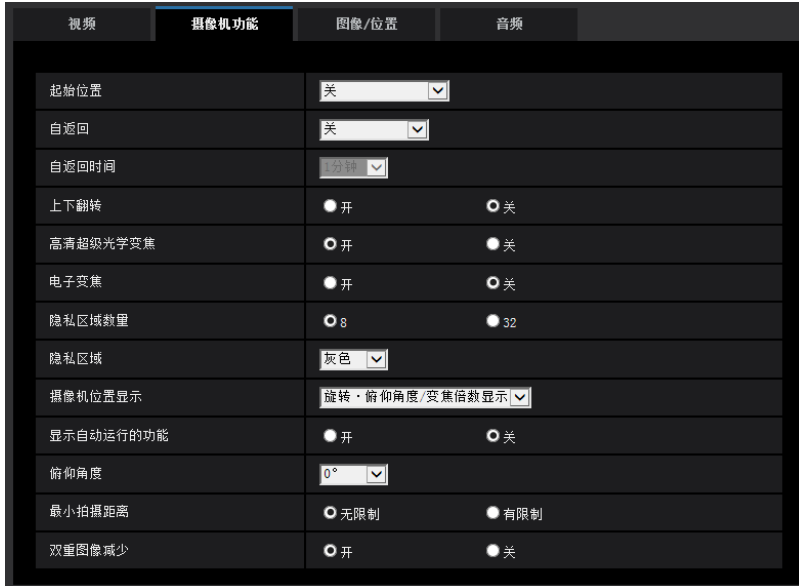 视频 摄像机功能 图像/位置 音频
起始位置 关
自返回 关
自返回时间 1分钟
上下翻转 开 关
高清超级光学变焦 开 关
电子变焦 开 关
隐私区域数量 8 32
隐私区域 灰色
摄像机位置显示 旋转・俯仰角度/变焦倍数显示
显示自动运行的功能 开 关
俯仰角度 0°
最小拍摄距离 无限制 有限制
双重图像减少 开 关